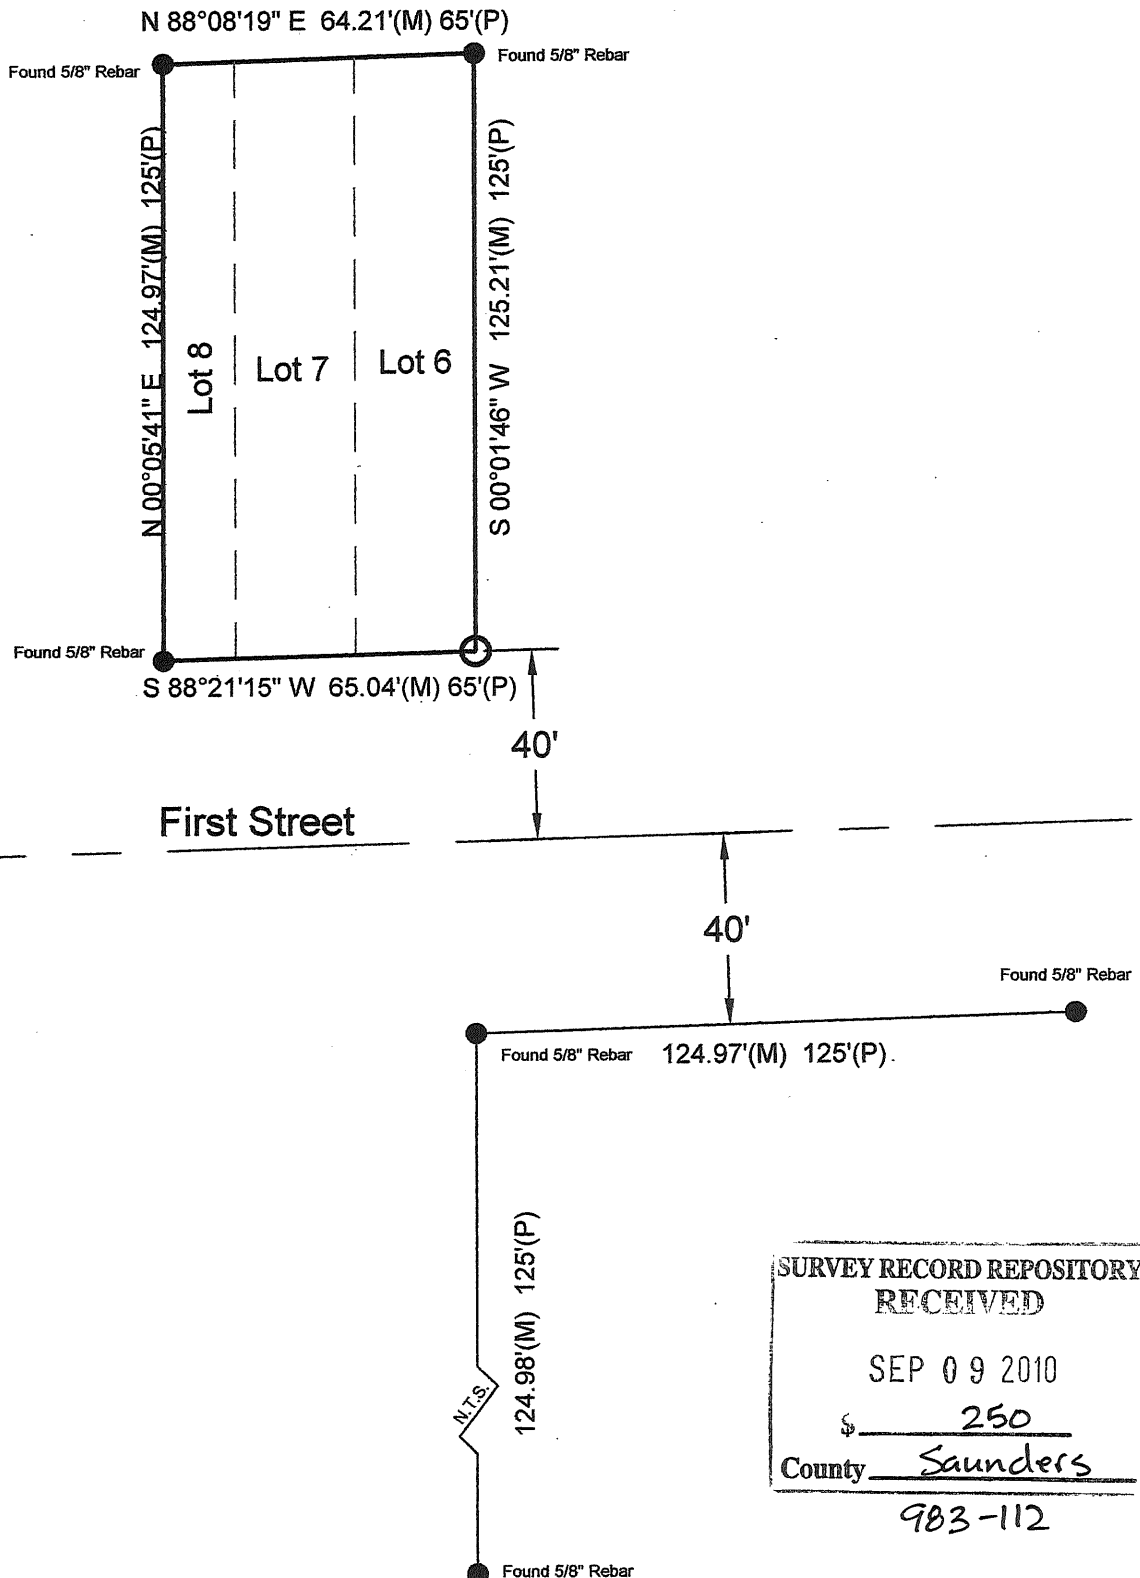 N 88°08'19" E 64.21'(M) 65'(P)
Found 5/8" Rebar
Found 5/8" Rebar
N 00°05'41" E 124.97'(M) 125'(P)
S 00°01'46" W 125.21'(M) 125'(P)
Lot 8
Lot 7
Lot 6
Found 5/8" Rebar
S 88°21'15" W 65.04'(M) 65'(P)
40'
First Street
40'
Found 5/8" Rebar
Found 5/8" Rebar
124.97'(M) 125'(P)
124.98'(M) 125'(P)
N.T.S.
SURVEY RECORD REPOSITORY
RECEIVED
SEP 09 2010
$ 250
County Saunders
983-112
Found 5/8" Rebar